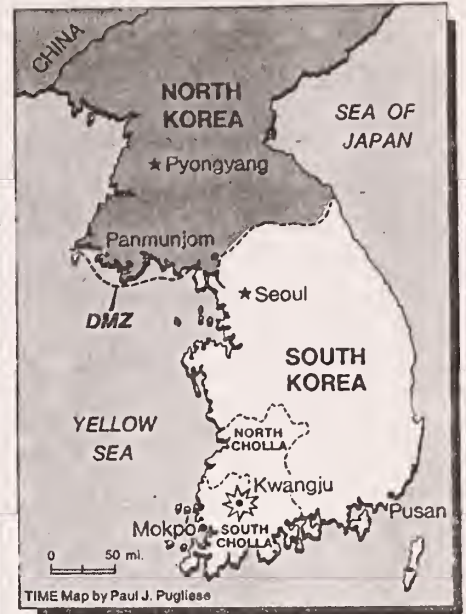 CHINA
NORTH
KOREA
SEA OF
JAPAN
Pyongyang
Panmunjom
DMZ
Seoul
SOUTH
KOREA
YELLOW
SEA
NORTH
CHOLLA
Kwangju
Mokpo
SOUTH
CHOLLA
Pusan
0 50 mi.
TIME Map by Paul J. Pugliese